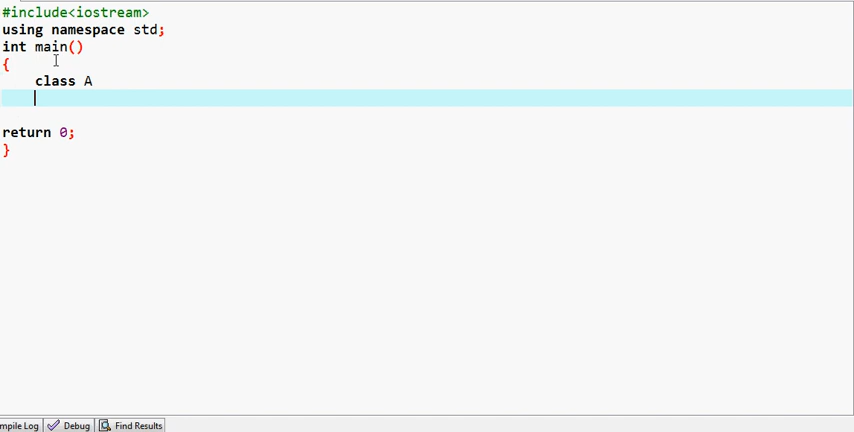 #include<iostream>
using namespace std;
int main()
{
class A
return 0;
}
mpile Log Debug Find Results